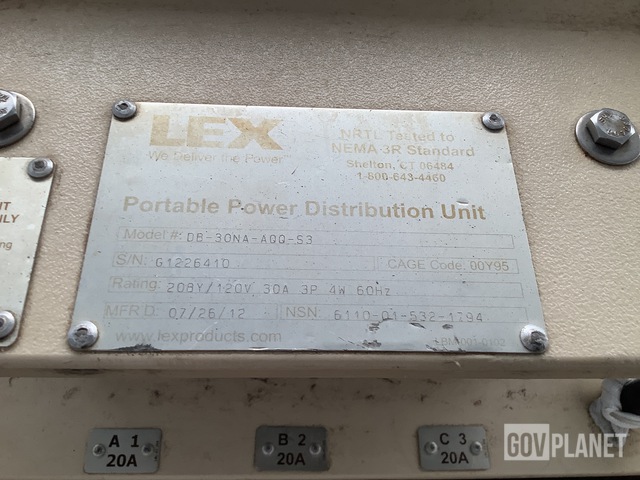 LEX
We Deliver the Power
NRTL Tested to
NEMA-3R Standard
Shelton, CT 06484
1-800-643-4460
Portable Power Distribution Unit
Model #: DB-30NA-AQQ-S3
S/N: G1226410
CAGE Code: 00Y95
Rating: 208Y/120V 30A 3P 4W 60Hz
MFR'D: 07/26/12
NSN: 6110-01-532-1794
www.lexproducts.com
A 1
20A
B 2
20A
C 3
20A
GOVPLANET